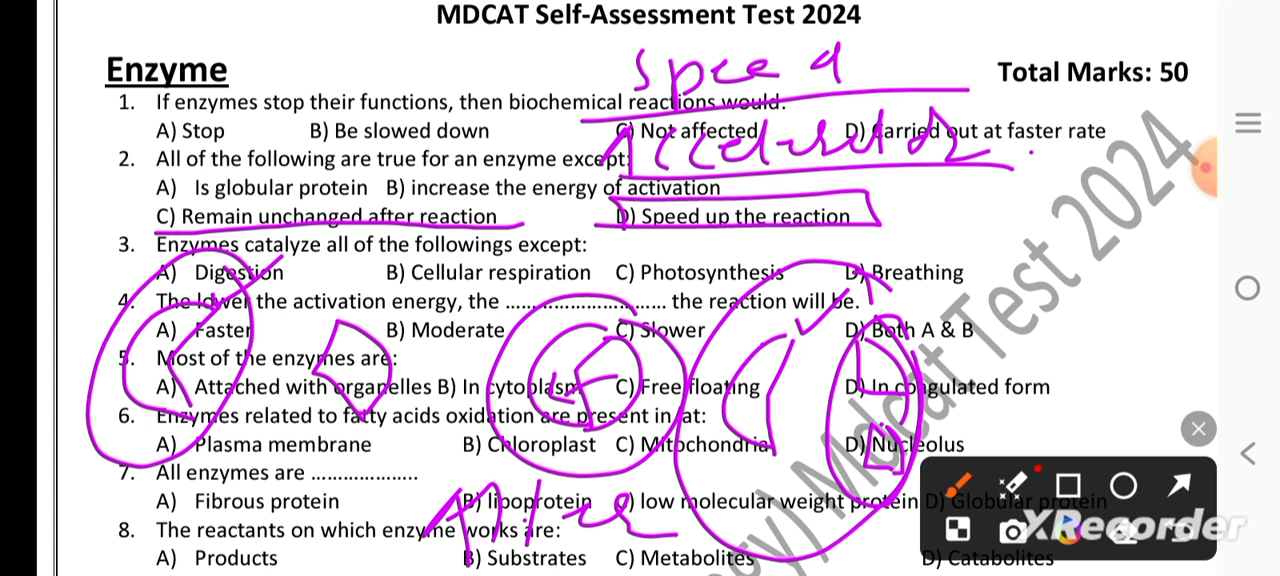 MDCAT Self-Assessment Test 2024
Enzyme
Speed
Total Marks: 50
1. If enzymes stop their functions, then biochemical reactions would:
A) Stop B) Be slowed down C) Not affected D) Carried out at faster rate
Accelerator
2. All of the following are true for an enzyme except:
A) Is globular protein B) increase the energy of activation
C) Remain unchanged after reaction D) Speed up the reaction
3. Enzymes catalyze all of the followings except:
A) Digestion B) Cellular respiration C) Photosynthesis D) Breathing
4. The lower the activation energy, the .............................. the reaction will be.
A) Faster B) Moderate C) Slower D) Both A & B
5. Most of the enzymes are:
A) Attached with organelles B) In cytoplasm C) Free floating D) In coagulated form
6. Enzymes related to fatty acids oxidation are present in/at:
A) Plasma membrane B) Chloroplast C) Mitochondria D) Nucleolus
7. All enzymes are ....................
A) Fibrous protein B) lipoprotein C) low molecular weight protein D) Globular protein
8. The reactants on which enzyme works are:
A) Products B) Substrates C) Metabolites D) Catabolites
Mdcat Test 2024
XRecorder